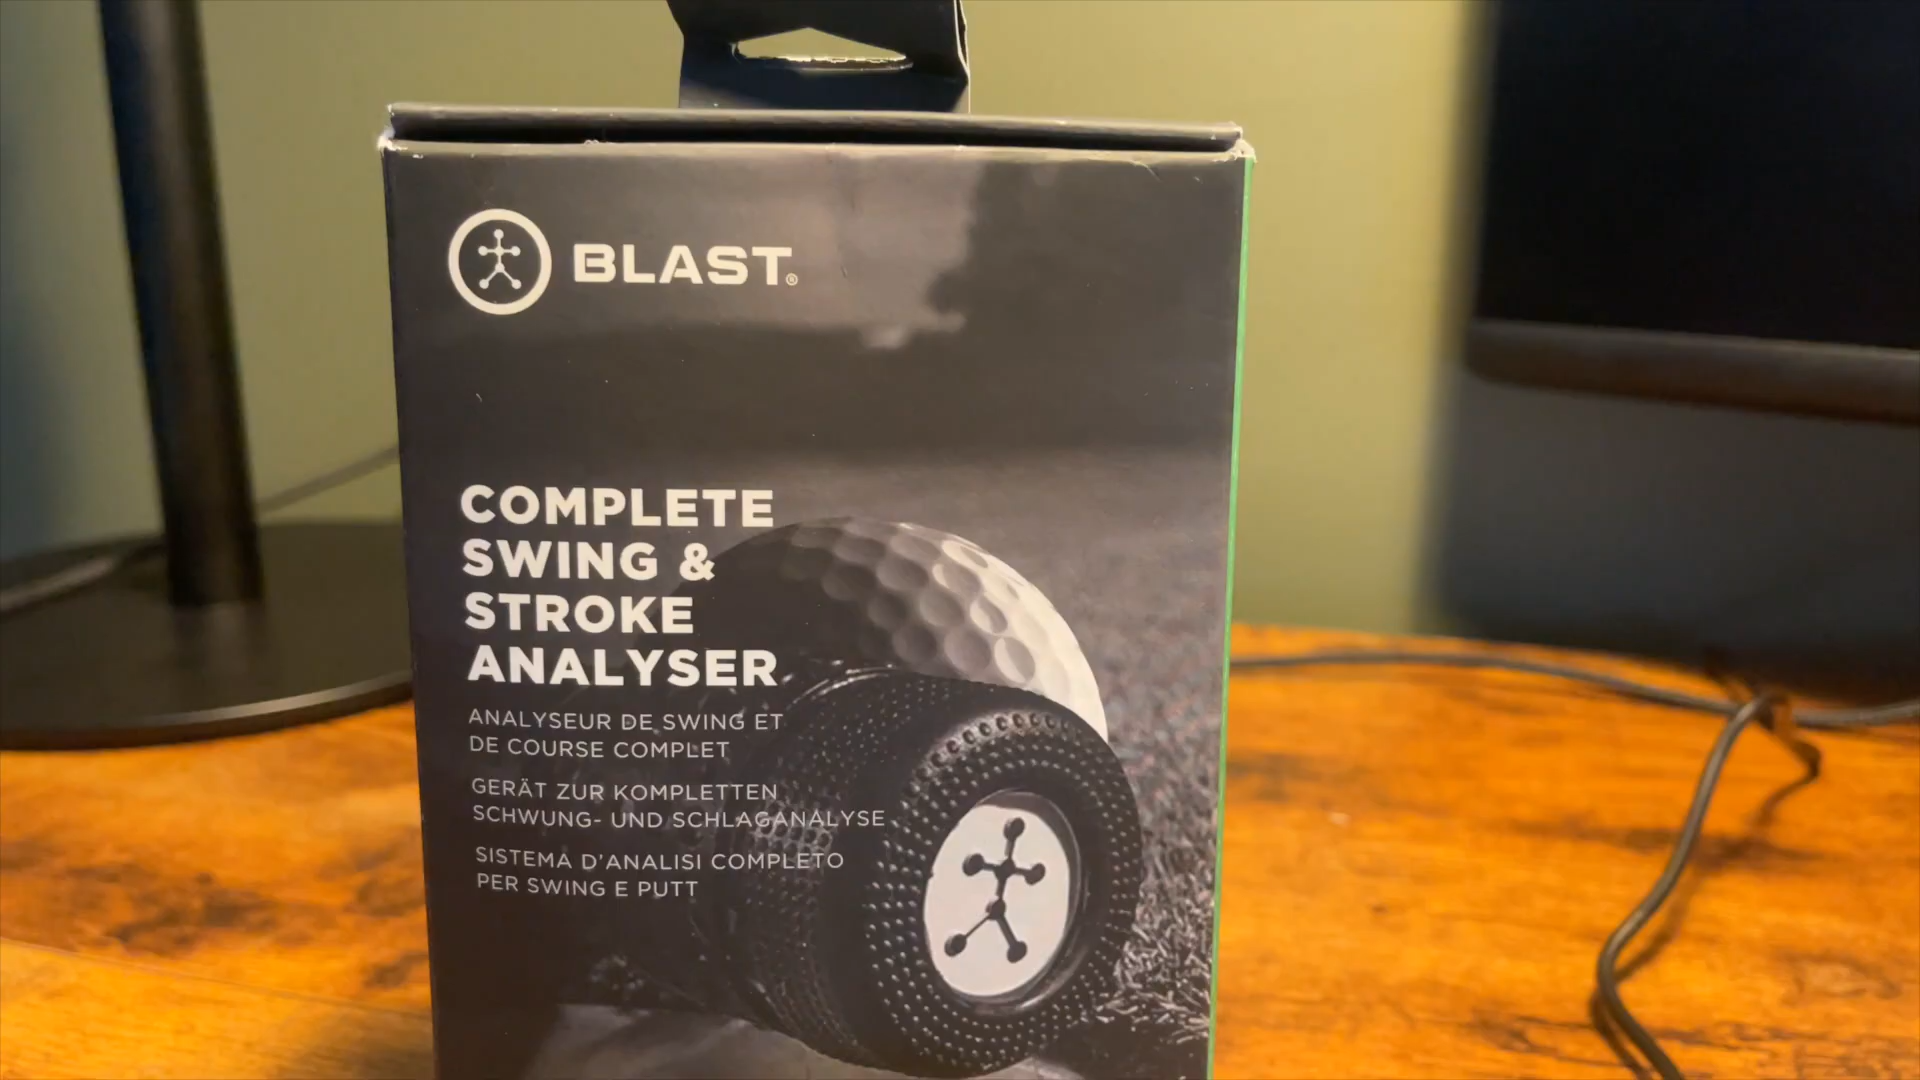 BLAST®
COMPLETE
SWING &
STROKE
ANALYSER
ANALYSEUR DE SWING ET
DE COURSE COMPLET
GERÄT ZUR KOMPLETTEN
SCHWUNG- UND SCHLAGANALYSE
SISTEMA D'ANALISI COMPLETO
PER SWING E PUTT